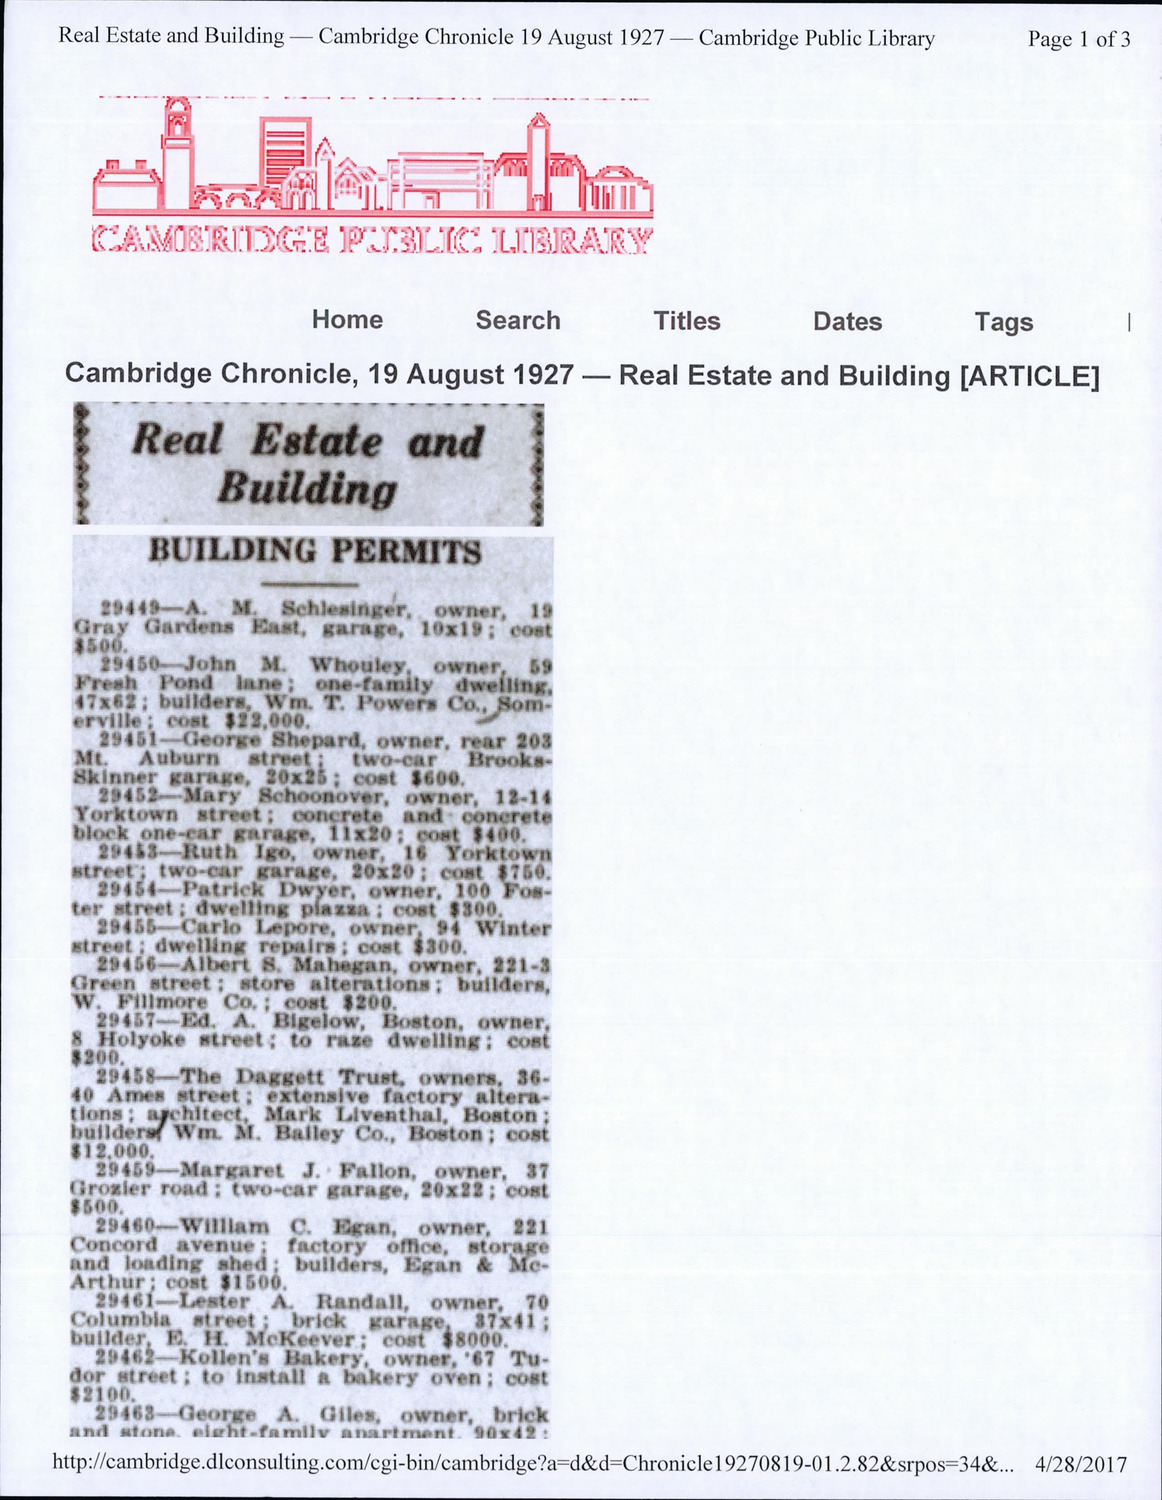 Real Estate and Building — Cambridge Chronicle 19 August 1927 — Cambridge Public Library Page 1 of 3
CAMBRIDGE PUBLIC LIBRARY
Home Search Titles Dates Tags |
Cambridge Chronicle, 19 August 1927 — Real Estate and Building [ARTICLE]
Real Estate and
Building
BUILDING PERMITS
29449—A. M. Schlesinger, owner, 19
Gray Gardens East, garage, 10x19; cost
$500.
29450—John M. Whouley, owner, 59
Fresh Pond lane; one-family dwelling,
47x62; builders, Wm. T. Powers Co., Som-
erville; cost $22,000.
29451—George Shepard, owner, rear 203
Mt. Auburn street; two-car Brooks-
Skinner garage, 20x25; cost $600.
29452—Mary Schoonover, owner, 12-14
Yorktown street; concrete and concrete
block one-car garage, 11x20; cost $400.
29453—Ruth Igo, owner, 16 Yorktown
street; two-car garage, 20x20; cost $750.
29454—Patrick Dwyer, owner, 100 Fos-
ter street; dwelling piazza; cost $300.
29455—Carlo Lepore, owner, 94 Winter
street; dwelling repairs; cost $300.
29456—Albert S. Mahegan, owner, 221-3
Green street; store alterations; builders,
W. Fillmore Co.; cost $200.
29457—Ed. A. Bigelow, Boston, owner,
8 Holyoke street; to raze dwelling; cost
$200.
29458—The Daggett Trust, owners, 36-
40 Ames street; extensive factory altera-
tions; architect, Mark Liventhal, Boston;
builders, Wm. M. Bailey Co., Boston; cost
$12,000.
29459—Margaret J. Fallon, owner, 37
Grozier road; two-car garage, 20x22; cost
$500.
29460—William C. Egan, owner, 221
Concord avenue; factory office, storage
and loading shed; builders, Egan & Mc-
Arthur; cost $1500.
29461—Lester A. Randall, owner, 70
Columbia street; brick garage, 37x41;
builder, E. H. McKeever; cost $8000.
29462—Kollen's Bakery, owner, '67 Tu-
dor street; to install a bakery oven; cost
$2100.
29463—George A. Giles, owner, brick
and stone, eight-family apartment, 90x42;
http://cambridge.dlconsulting.com/cgi-bin/cambridge?a=d&d=Chronicle19270819-01.2.82&srpos=34&... 4/28/2017